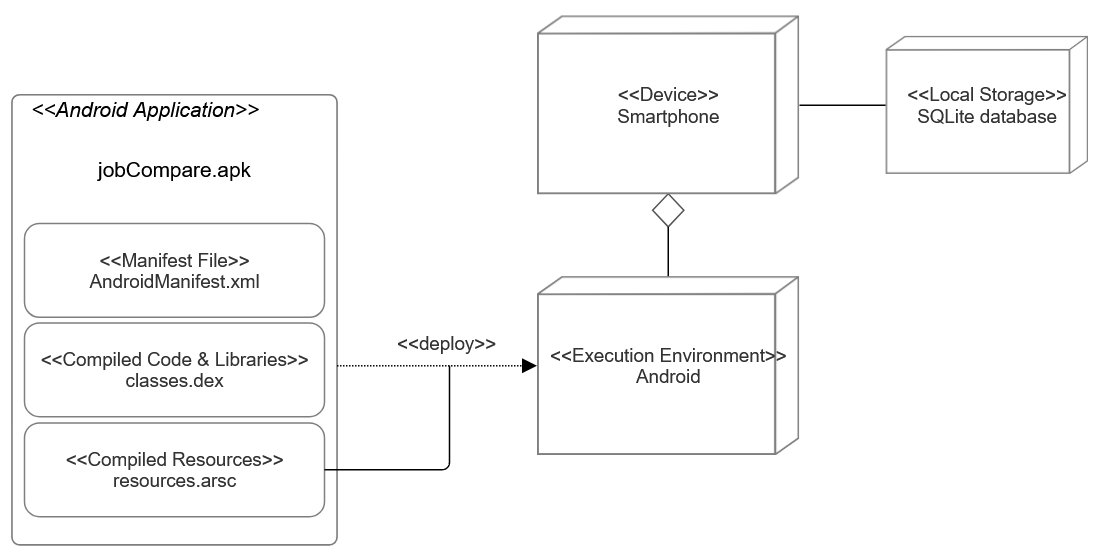 <<Android Application>>
jobCompare.apk
<<Manifest File>>
AndroidManifest.xml
<<Compiled Code & Libraries>>
classes.dex
<<Compiled Resources>>
resources.arsc
<<deploy>>
<<Device>>
Smartphone
<<Local Storage>>
SQLite database
<<Execution Environment>>
Android